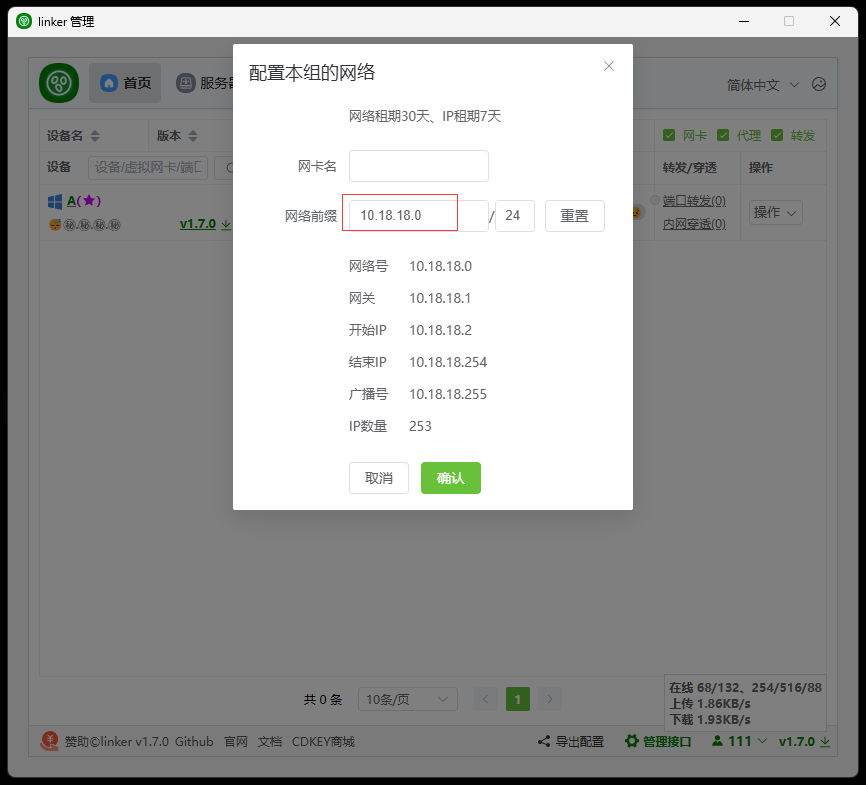 linker 管理
首页
服务器
简体中文
设备名
版本
网卡
代理
转发
设备
设备/虚拟网卡/端口
转发/穿透
操作
A(★)
端口转发(0)
操作
秘.秘.秘.秘
v1.7.0
内网穿透(0)
配置本组的网络
网络租期30天、IP租期7天
网卡名
网络前缀
10.18.18.0
/
24
重置
网络号 10.18.18.0
网关 10.18.18.1
开始IP 10.18.18.2
结束IP 10.18.18.254
广播号 10.18.18.255
IP数量 253
取消
确认
共 0 条
10条/页
1
在线 68/132、254/516/88
上传 1.86KB/s
下载 1.93KB/s
赞助©linker v1.7.0 Github 官网 文档 CDKEY商城
导出配置
管理接口
111
v1.7.0